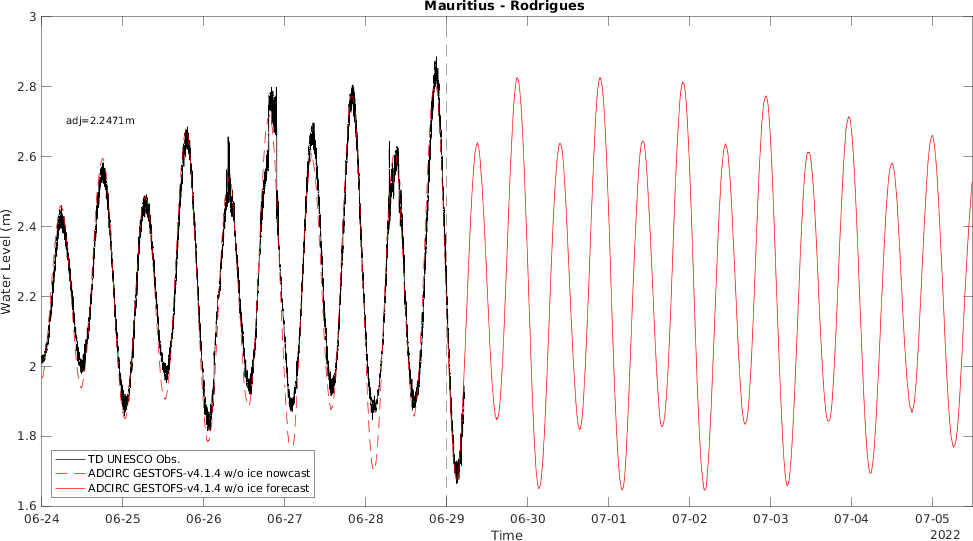 Mauritius - Rodrigues
3
2.8
2.6
2.4
2.2
2
1.8
1.6
Water Level (m)
adj=2.2471m
TD UNESCO Obs.
ADCIRC GESTOFS-v4.1.4 w/o ice nowcast
ADCIRC GESTOFS-v4.1.4 w/o ice forecast
06-24 06-25 06-26 06-27 06-28 06-29 06-30 07-01 07-02 07-03 07-04 07-05
Time
2022